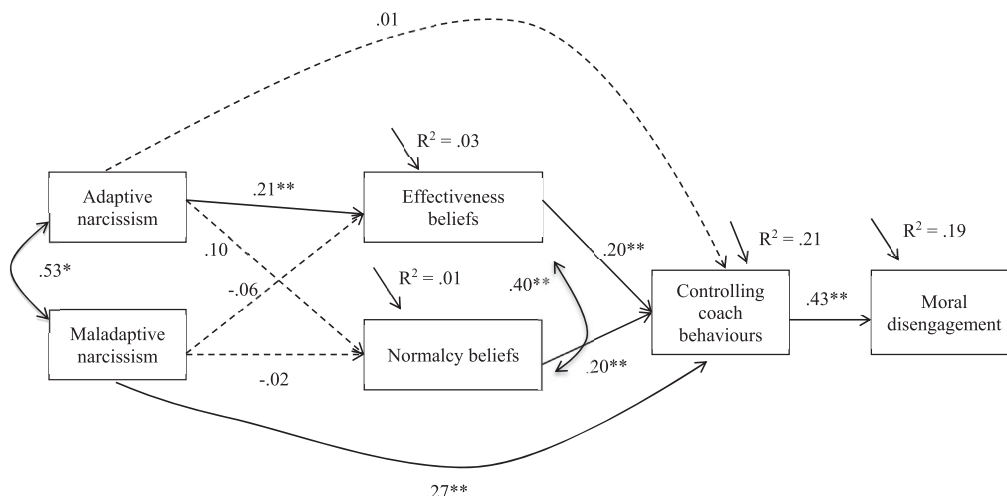 .01
R² = .03
Adaptive
narcissism
.21**
Effectiveness
beliefs
R² = .21
R² = .19
.10
.20**
.53*
-.06
R² = .01
.40**
Controlling
coach
behaviours
.43**
Moral
disengagement
Maladaptive
narcissism
Normalcy beliefs
-.02
.20**
.27**